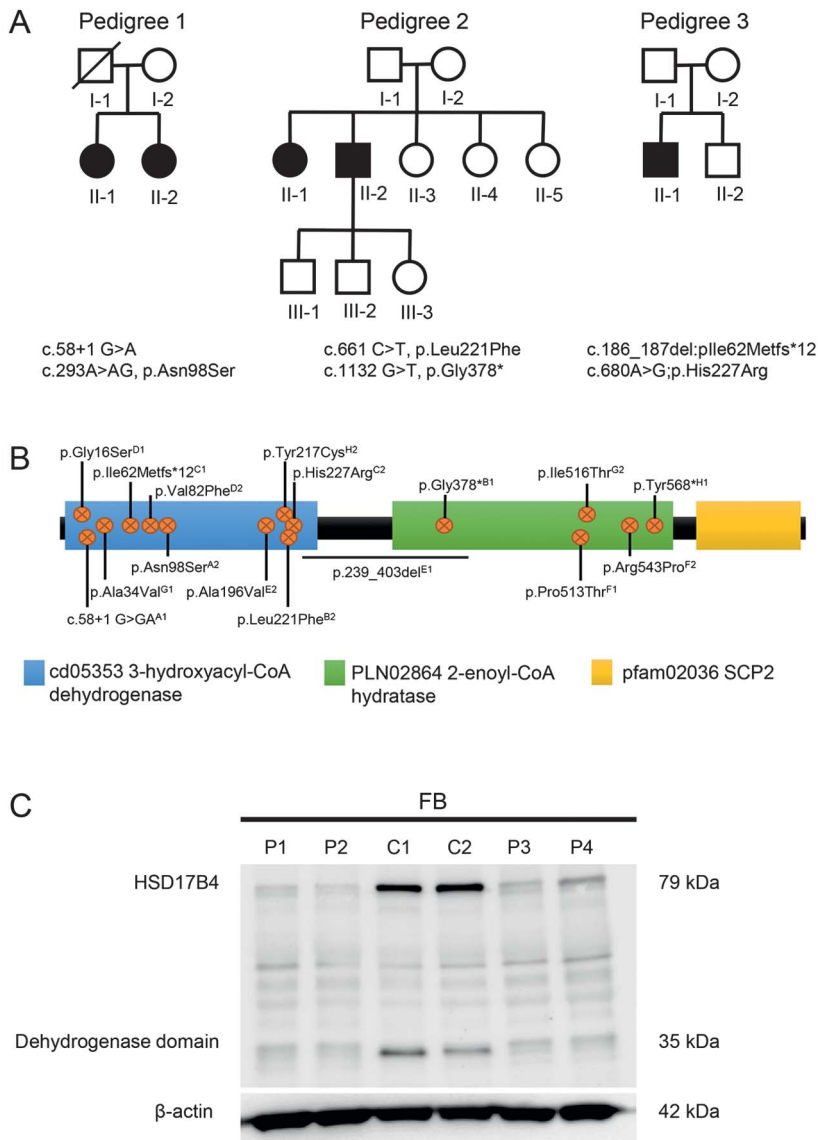 A
Pedigree 1
Pedigree 2
Pedigree 3
I-1
I-2
I-1
I-2
I-1
I-2
II-1
II-2
II-1
II-2
II-3
II-4
II-5
II-1
II-2
III-1
III-2
III-3
c.58+1 G>A
c.293A>AG, p.Asn98Ser
c.661 C>T, p.Leu221Phe
c.1132 G>T, p.Gly378*
c.186_187del:pIle62Metfs*12
c.680A>G;p.His227Arg
B
p.Gly16Ser^D1
p.Ile62Metfs*12^C1
p.Val82Phe^D2
p.Tyr217Cys^H2
p.His227Arg^C2
p.Gly378*^B1
p.Ile516Thr^G2
p.Tyr568*^H1
p.Asn98Ser^A2
p.Ala34Val^G1
p.Ala196Val^E2
c.58+1 G>GA^A1
p.Leu221Phe^B2
p.239_403del^E1
p.Arg543Pro^F2
p.Pro513Thr^F1
cd05353 3-hydroxyacyl-CoA
dehydrogenase
PLN02864 2-enoyl-CoA
hydratase
pfam02036 SCP2
C
FB
P1 P2 C1 C2 P3 P4
HSD17B4
79 kDa
Dehydrogenase domain
35 kDa
β-actin
42 kDa